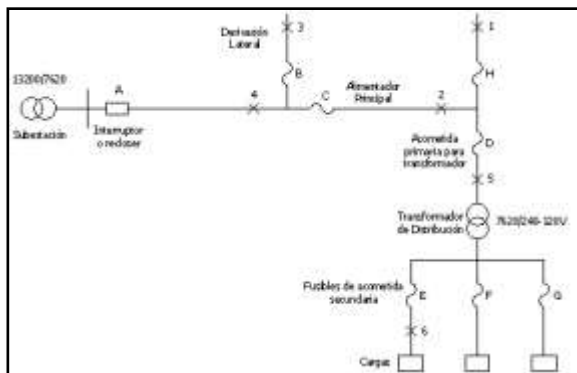 Derivación
Lateral
3
1
13200/7620
A
B
H
4
C
Alimentador
Principal
2
Subestación
Interruptor
o recloser
Acometida
primaria para
transformador
D
5
Transformador
de Distribución
7620/240-120V
Fusibles de acometida
secundaria
E
F
G
6
Cargas